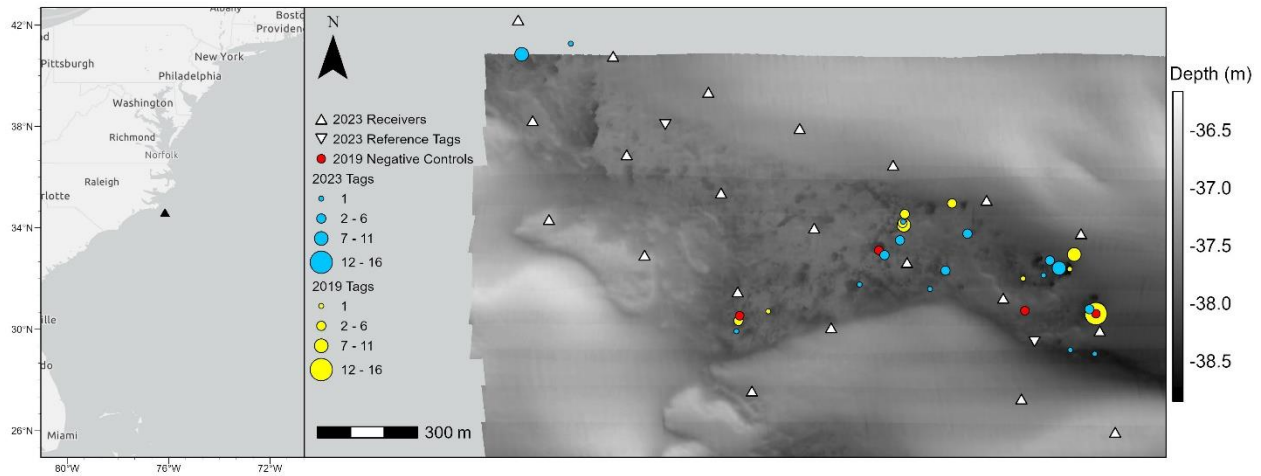 42°N
38°N
34°N
30°N
26°N
80°W
76°W
72°W
Albany
Boston
Providence
New York
Pittsburgh
Philadelphia
Washington
Richmond
Norfolk
Raleigh
rlotte
ille
do
Miami
N
2023 Receivers
2023 Reference Tags
2019 Negative Controls
2023 Tags
1
2 - 6
7 - 11
12 - 16
2019 Tags
1
2 - 6
7 - 11
12 - 16
300 m
Depth (m)
-36.5
-37.0
-37.5
-38.0
-38.5